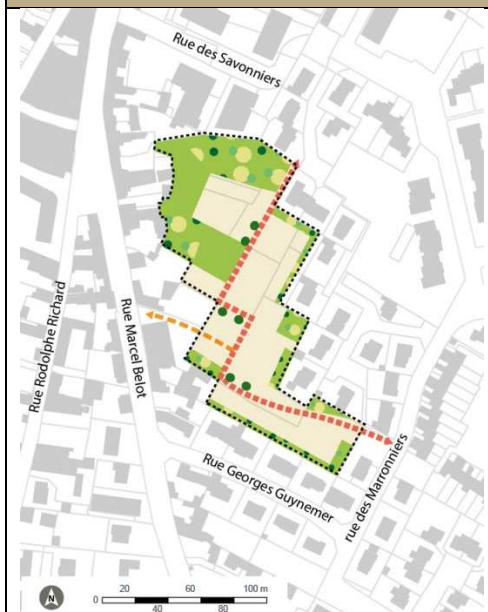 Rue des Savonniers
Rue Rodolphe Richard
Rue Marcel Belot
Rue Georges Guynemer
rue des Marronniers
N
20 60 100 m
0
40 80